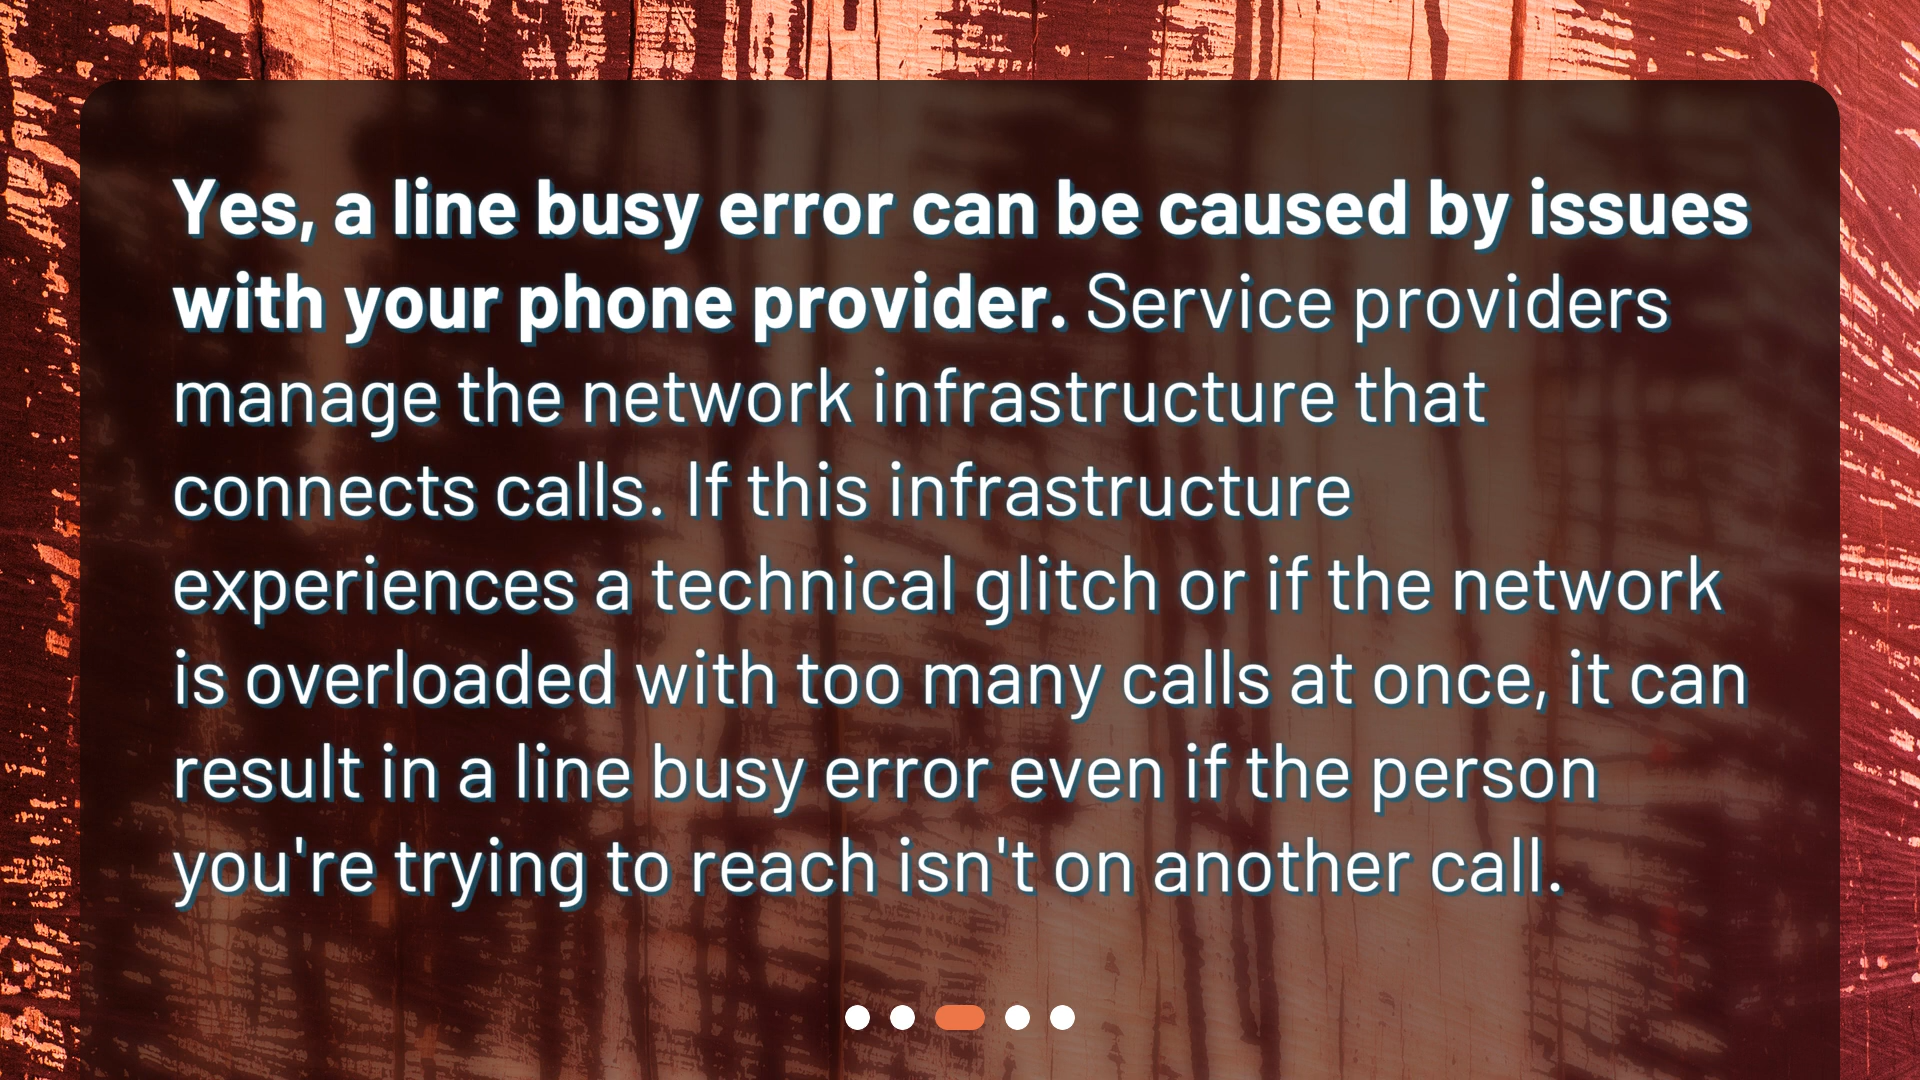 Yes, a line busy error can be caused by issues
with your phone provider. Service providers
manage the network infrastructure that
connects calls. If this infrastructure
experiences a technical glitch or if the network
is overloaded with too many calls at once, it can
result in a line busy error even if the person
you're trying to reach isn't on another call.